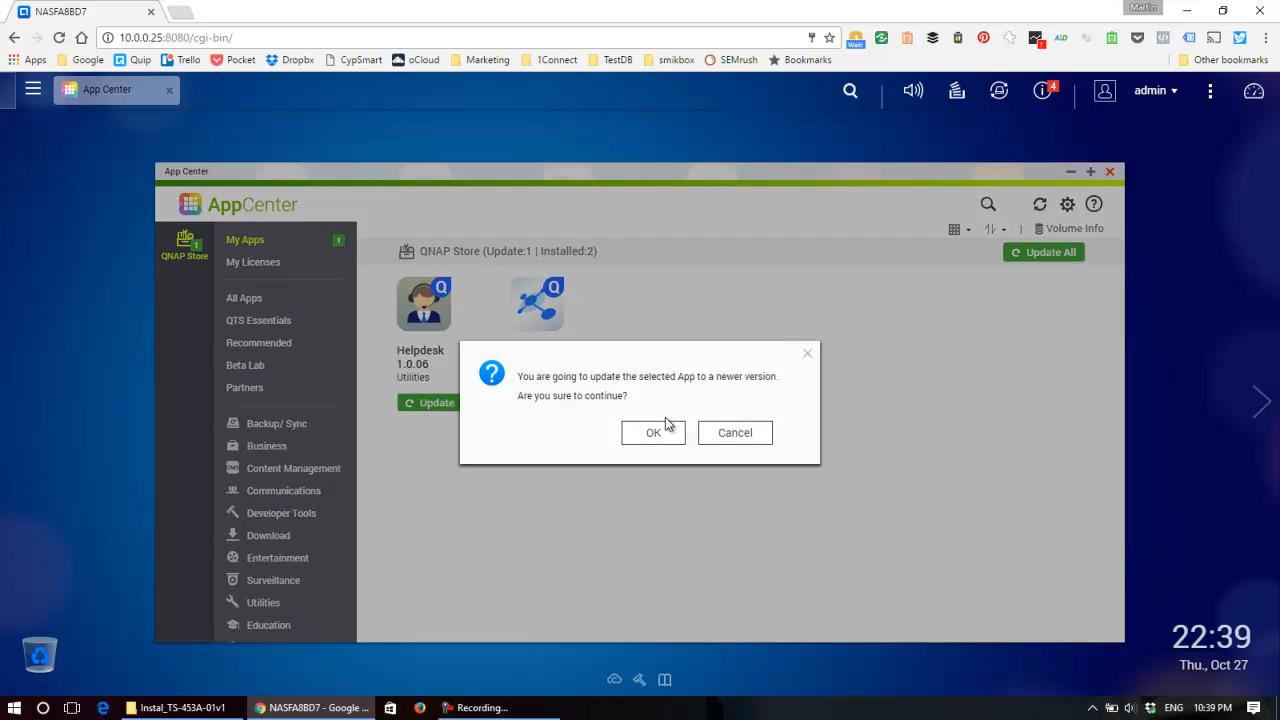 NASFA8BD7
Martin
10.0.0.25:8080/cgi-bin/
Wait!
Apps
Google
Quip
Trello
Pocket
Dropbx
CypSmart
oCloud
Marketing
1Connect
TestDB
smikbox
SEMrush
Bookmarks
Other bookmarks
App Center
4
admin
App Center
AppCenter
1
QNAP Store
My Apps
1
My Licenses
All Apps
QTS Essentials
Recommended
Beta Lab
Partners
Backup/ Sync
Business
CMS
Content Management
Communications
Developer Tools
Download
Entertainment
Surveillance
Utilities
Education
Volume Info
QNAP Store (Update:1 | Installed:2)
Update All
Q
Q
Helpdesk
1.0.06
Utilities
Update
You are going to update the selected App to a newer version.
Are you sure to continue?
OK
Cancel
22:39
Thu., Oct 27
Instal_TS-453A-01v1
NASFA8BD7 - Google ...
Recording...
ENG
10:39 PM